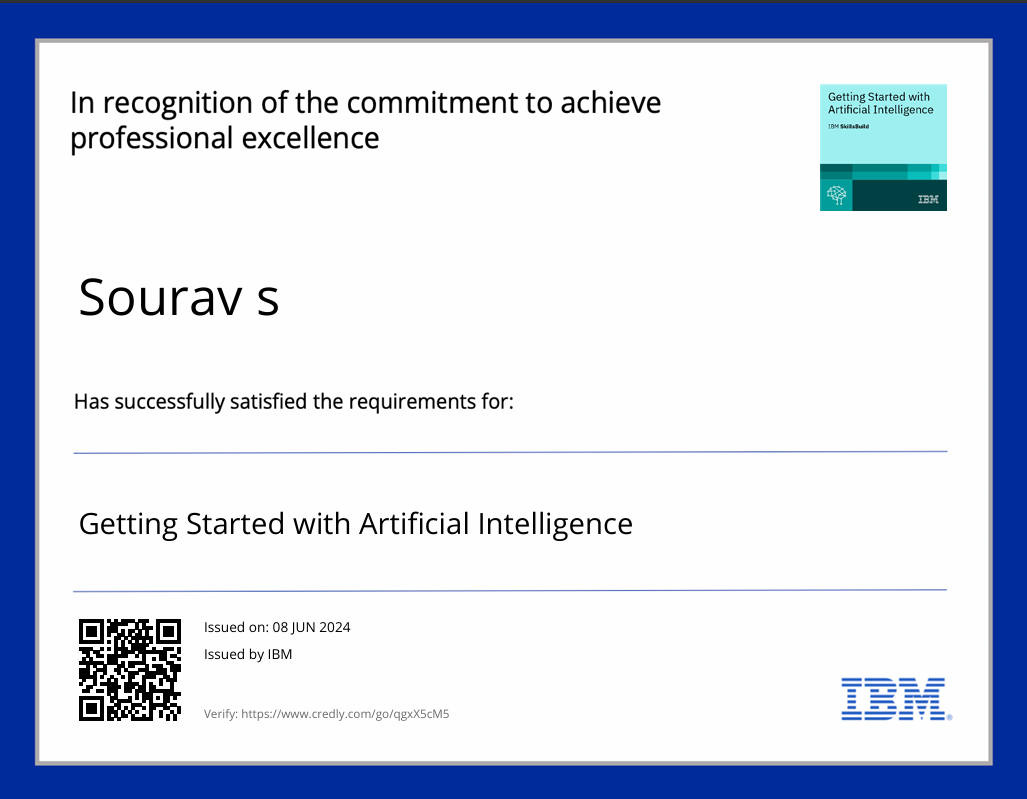 In recognition of the commitment to achieve
professional excellence
Getting Started with
Artificial Intelligence
IBM SkillsBuild
IBM
Sourav s
Has successfully satisfied the requirements for:
Getting Started with Artificial Intelligence
Issued on: 08 JUN 2024
Issued by IBM
Verify: https://www.credly.com/go/qgxX5cM5
IBM®